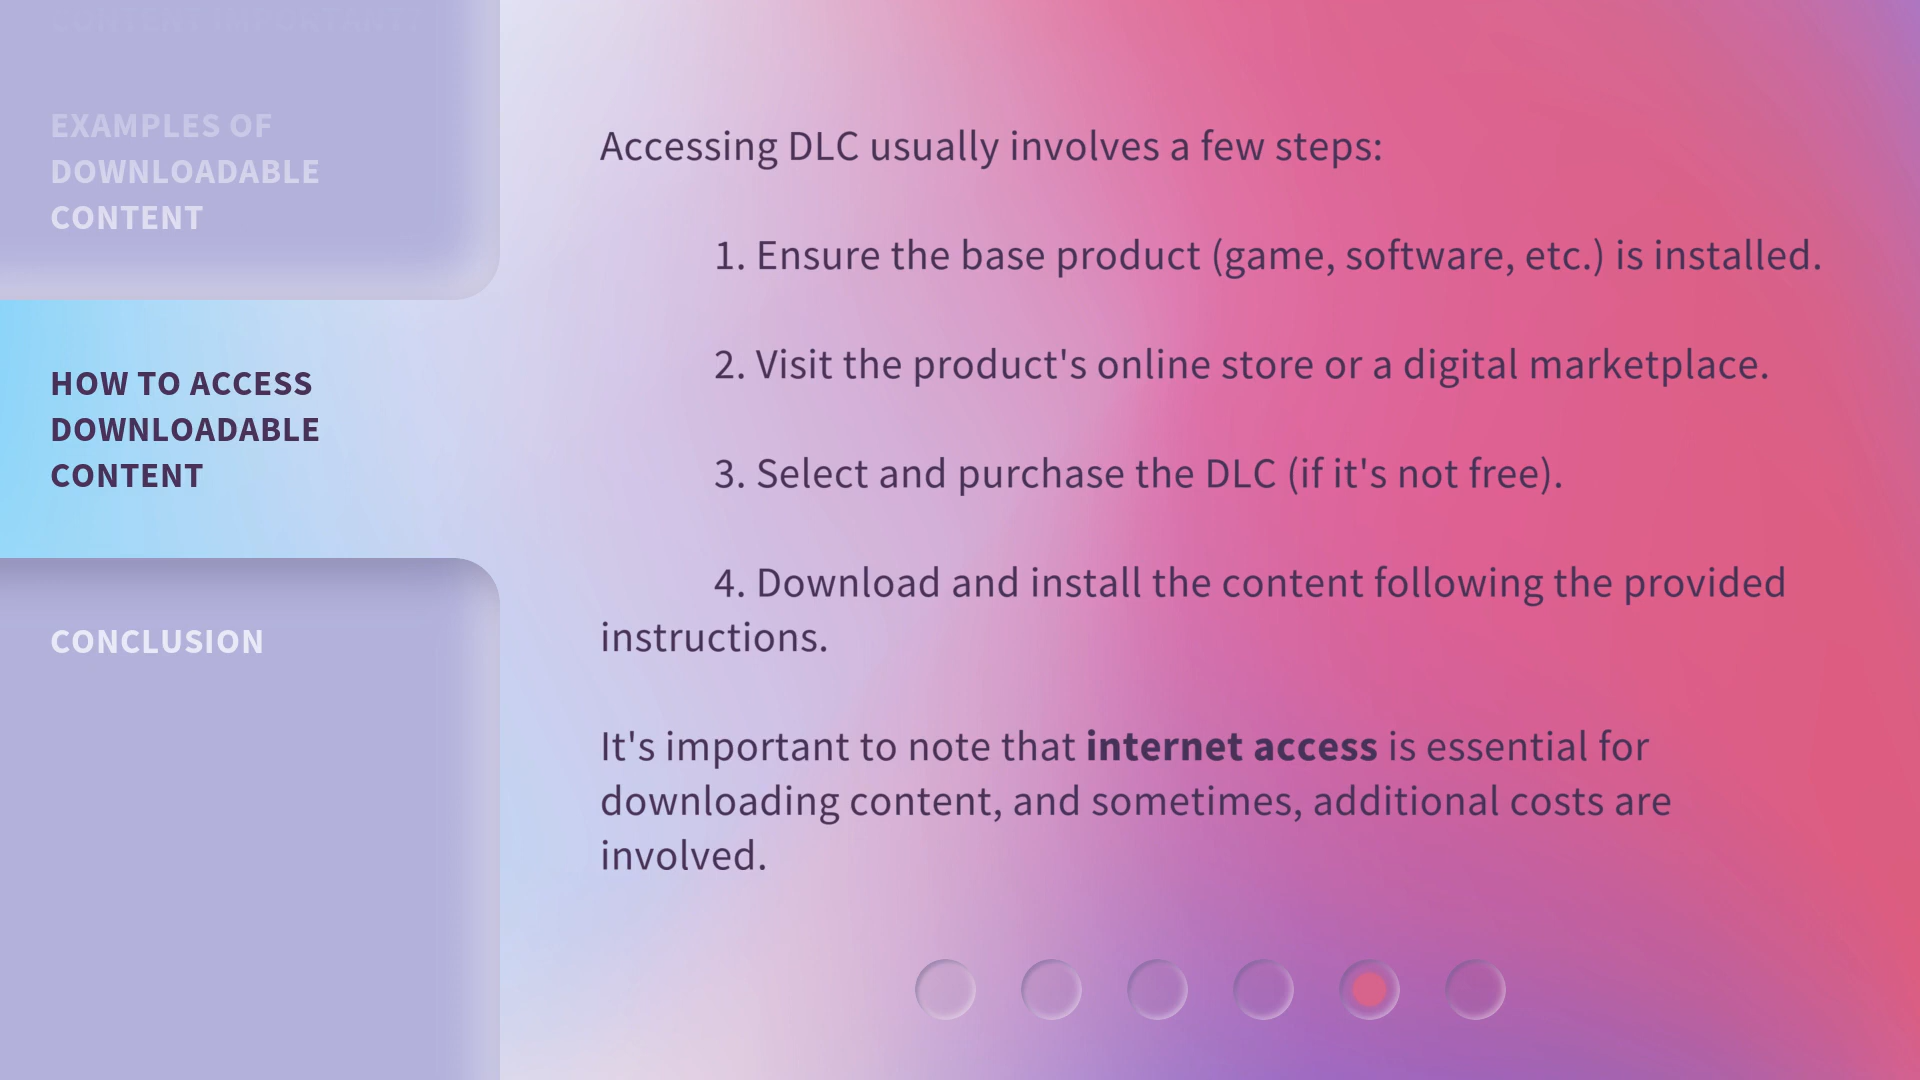 CONTENT IMPORTANT?
EXAMPLES OF
DOWNLOADABLE
CONTENT
HOW TO ACCESS
DOWNLOADABLE
CONTENT
CONCLUSION
Accessing DLC usually involves a few steps:
1. Ensure the base product (game, software, etc.) is installed.
2. Visit the product's online store or a digital marketplace.
3. Select and purchase the DLC (if it's not free).
4. Download and install the content following the provided
instructions.
It's important to note that internet access is essential for
downloading content, and sometimes, additional costs are
involved.